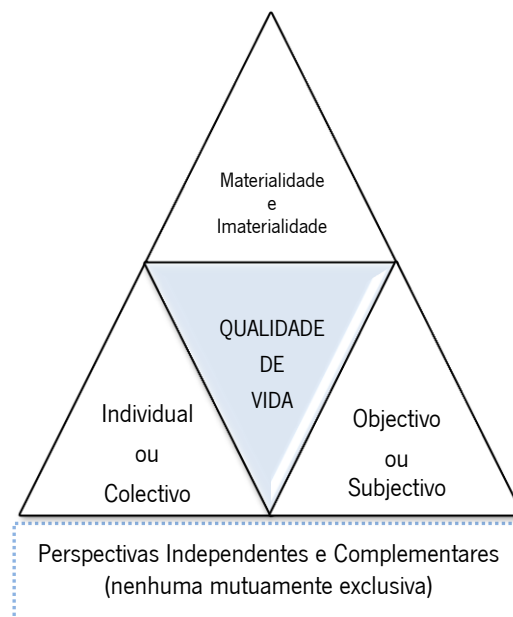 Materialidade
e
Imaterialidade
QUALIDADE
DE
VIDA
Individual
ou
Colectivo
Objectivo
ou
Subjectivo
Perspectivas Independentes e Complementares
(nenhuma mutuamente exclusiva)